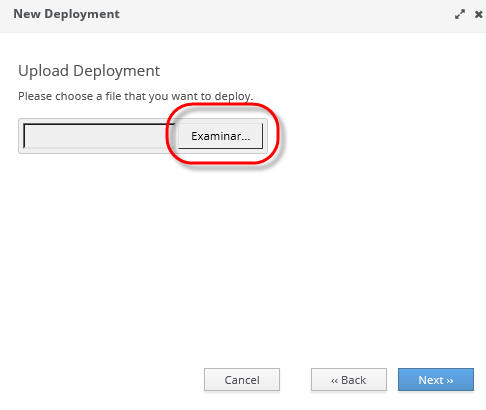 New Deployment
Upload Deployment
Please choose a file that you want to deploy.
Examinar...
Cancel
‹‹ Back
Next ››